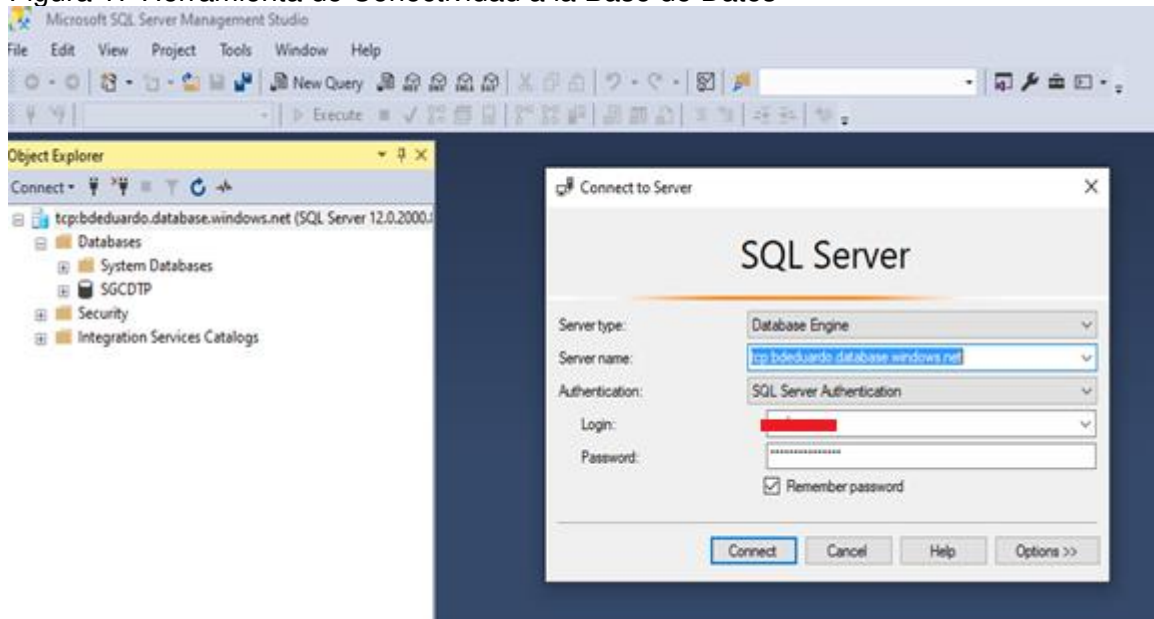 Figura 1. Herramienta de Conectividad a la Base de Datos
Microsoft SQL Server Management Studio
File Edit View Project Tools Window Help
New Query
Execute
Object Explorer
Connect
tcp:bdeduardo.database.windows.net (SQL Server 12.0.2000.
Databases
System Databases
SGCDTP
Security
Integration Services Catalogs
Connect to Server
SQL Server
Server type: Database Engine
Server name: tcp:bdeduardo.database.windows.net
Authentication: SQL Server Authentication
Login:
Password: ****************
Remember password
Connect Cancel Help Options >>